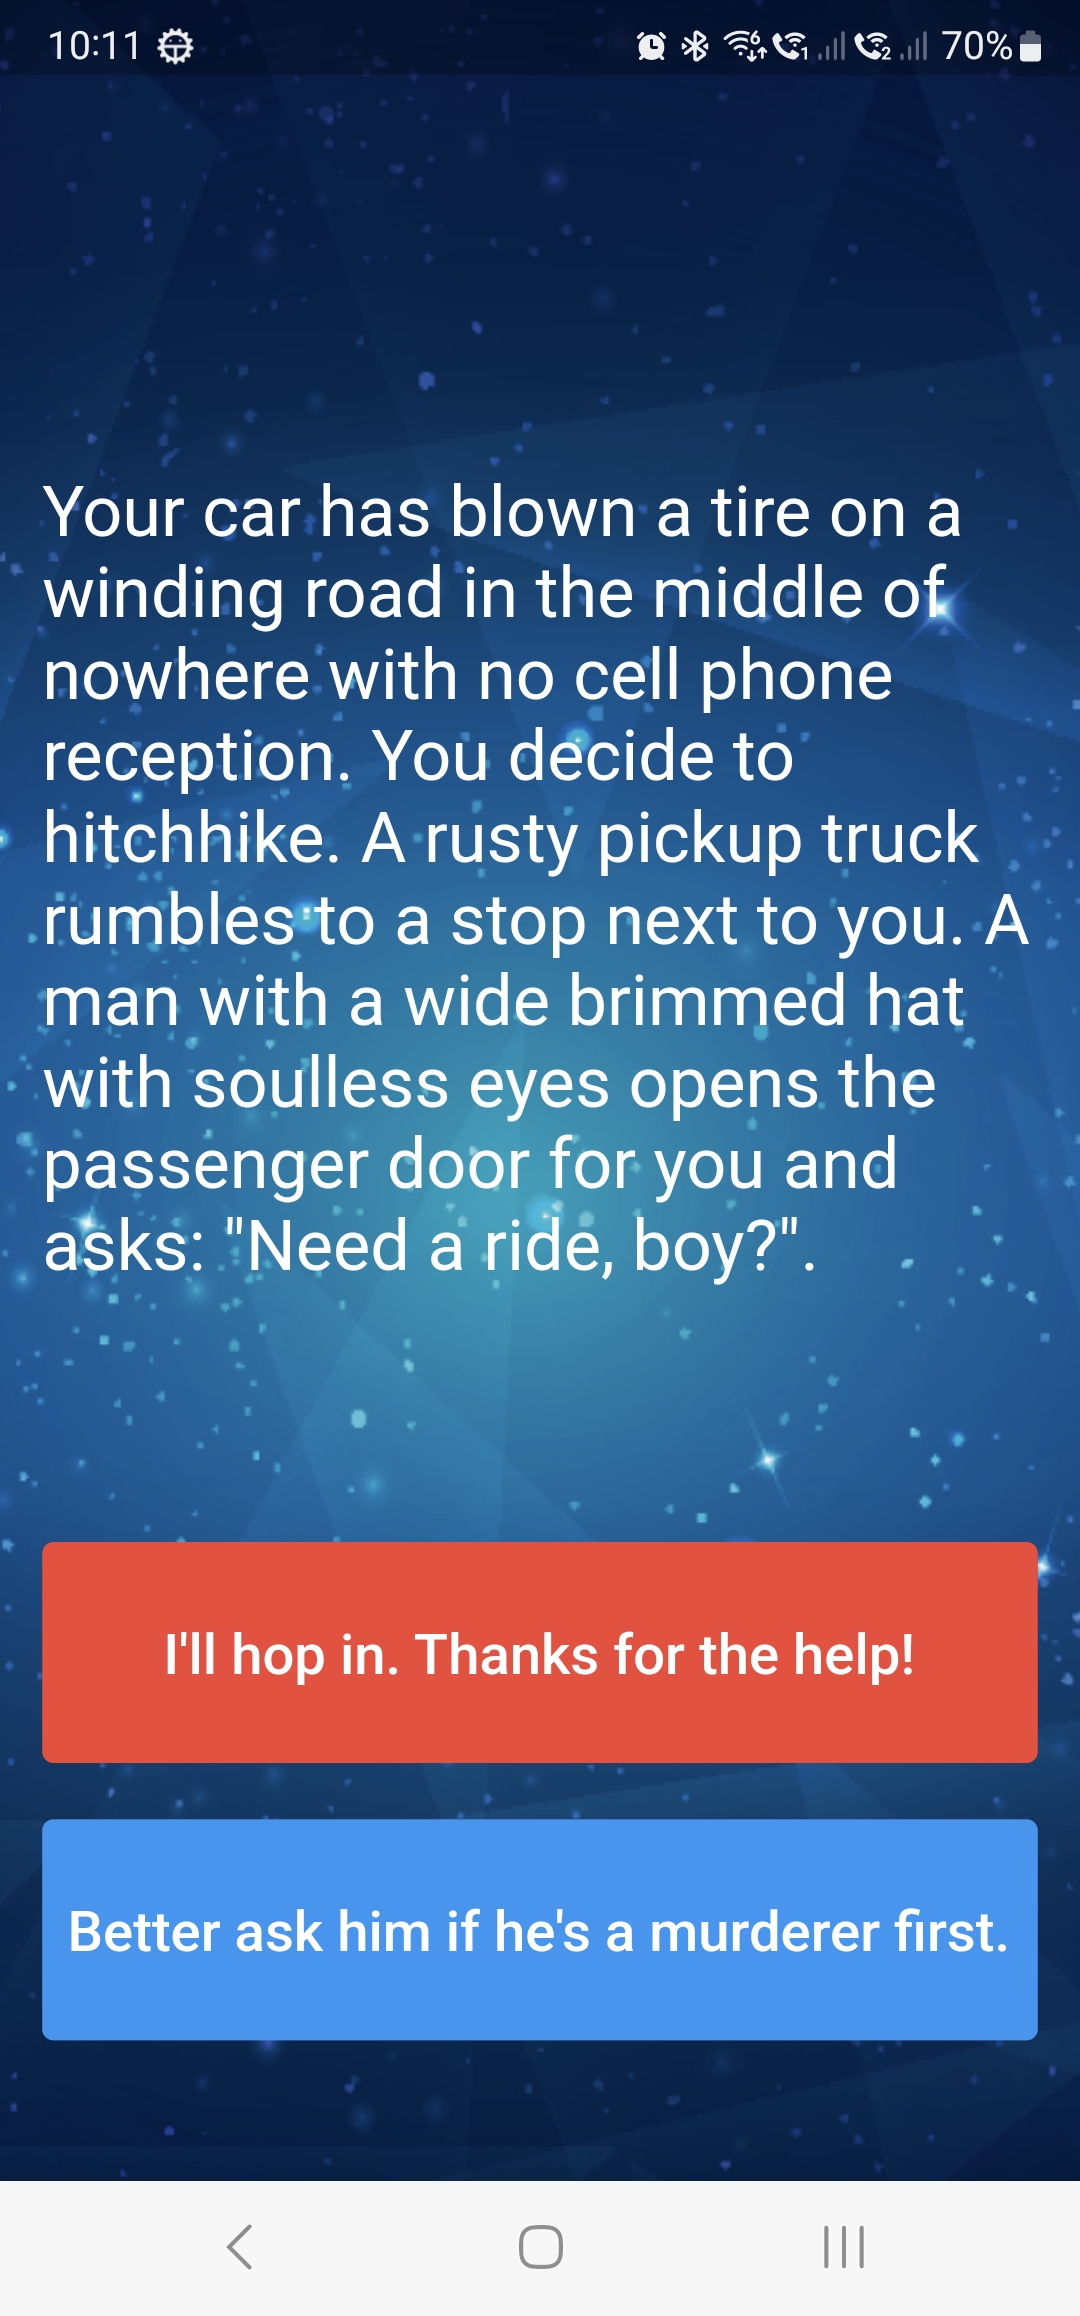 10:11
6 1 2 70%
Your car has blown a tire on a
winding road in the middle of
nowhere with no cell phone
reception. You decide to
hitchhike. A rusty pickup truck
rumbles to a stop next to you. A
man with a wide brimmed hat
with soulless eyes opens the
passenger door for you and
asks: "Need a ride, boy?".
I'll hop in. Thanks for the help!
Better ask him if he's a murderer first.